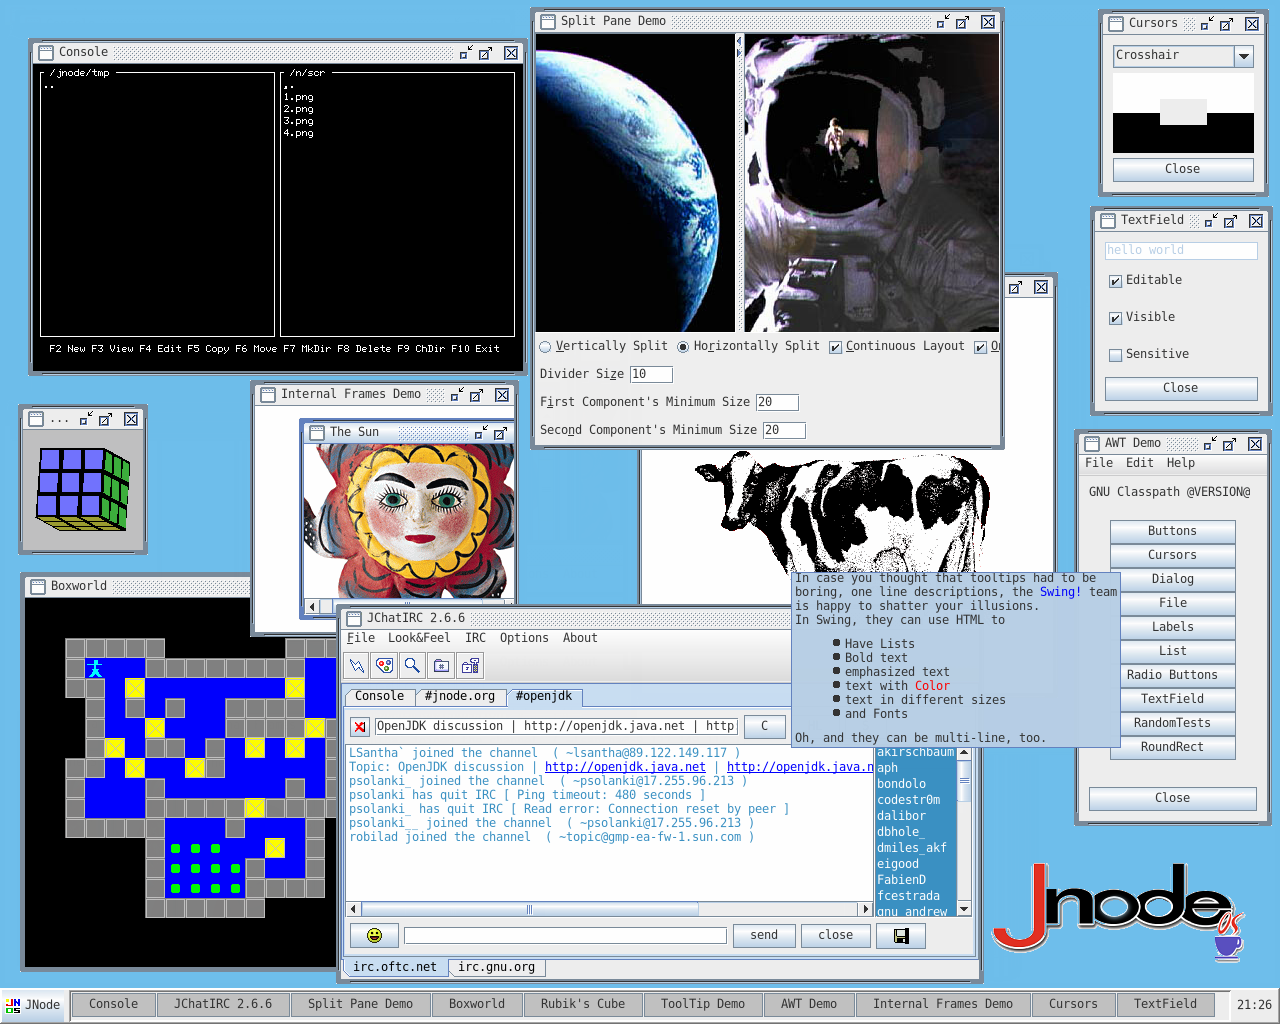 Console
/jnode/tmp
..
/n/scr
..
1.png
2.png
3.png
4.png
F2 New F3 View F4 Edit F5 Copy F6 Move F7 MkDir F8 Delete F9 ChDir F10 Exit
Split Pane Demo
Vertically Split Horizontally Split Continuous Layout
Divider Size 10
First Component's Minimum Size 20
Second Component's Minimum Size 20
Cursors
Crosshair
Close
TextField
hello world
Editable
Visible
Sensitive
Close
...
Internal Frames Demo
The Sun
Boxworld
AWT Demo
File Edit Help
GNU Classpath @VERSION@
Buttons
Cursors
Dialog
File
Labels
List
Radio Buttons
TextField
RandomTests
RoundRect
Close
In case you thought that tooltips had to be
boring, one line descriptions, the Swing! team
is happy to shatter your illusions.
In Swing, they can use HTML to
Have Lists
Bold text
emphasized text
text with Color
text in different sizes
and Fonts
Oh, and they can be multi-line, too.
JChatIRC 2.6.6
File Look&Feel IRC Options About
Console #jnode.org #openjdk
OpenJDK discussion | http://openjdk.java.net | http
C
LSantha` joined the channel ( ~lsantha@89.122.149.117 )
Topic: OpenJDK discussion | http://openjdk.java.net | http://openjdk.java.n
psolanki_ joined the channel ( ~psolanki@17.255.96.213 )
psolanki has quit IRC [ Ping timeout: 480 seconds ]
psolanki_ has quit IRC [ Read error: Connection reset by peer ]
psolanki__ joined the channel ( ~psolanki@17.255.96.213 )
robilad joined the channel ( ~topic@gmp-ea-fw-1.sun.com )
akirschbaum
aph
bondolo
codestr0m
dalibor
dbhole_
dmiles_akf
eigood
FabienD
fcestrada
gnu_andrew
send
close
irc.oftc.net irc.gnu.org
Jnode
OS
JNode
Console
JChatIRC 2.6.6
Split Pane Demo
Boxworld
Rubik's Cube
ToolTip Demo
AWT Demo
Internal Frames Demo
Cursors
TextField
21:26